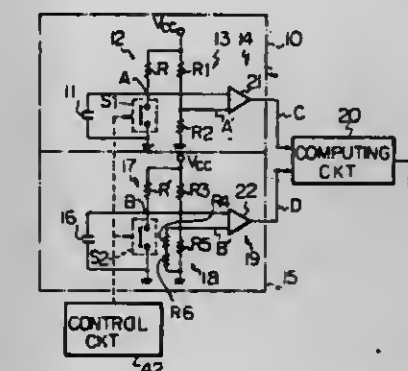 Vcc
12
14
13
10
R
R1
21
A
S1
11
A'
C
R2
20
COMPUTING
CKT
Vcc
17
R'
R3
R4
22
D
B
16
B'
R5
19
S2
18
15
R6
CONTROL
CKT
42